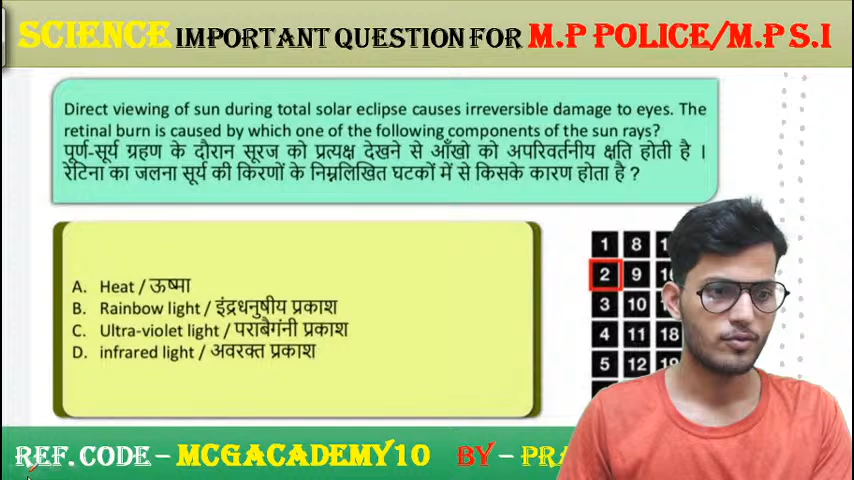 SCIENCE IMPORTANT QUESTION FOR M.P POLICE/M.P S.I
Direct viewing of sun during total solar eclipse causes irreversible damage to eyes. The
retinal burn is caused by which one of the following components of the sun rays?
पूर्ण-सूर्य ग्रहण के दौरान सूरज को प्रत्यक्ष देखने से आँखो को अपरिवर्तनीय क्षति होती है ।
रेटिना का जलना सूर्य की किरणों के निम्नलिखित घटकों में से किसके कारण होता है ?
A. Heat / ऊष्मा
B. Rainbow light / इंद्रधनुषीय प्रकाश
C. Ultra-violet light / पराबैगंनी प्रकाश
D. infrared light / अवरक्त प्रकाश
1 8
2 9
3 10
4 11 18
5 12
REF. CODE – MCGACADEMY10 BY –